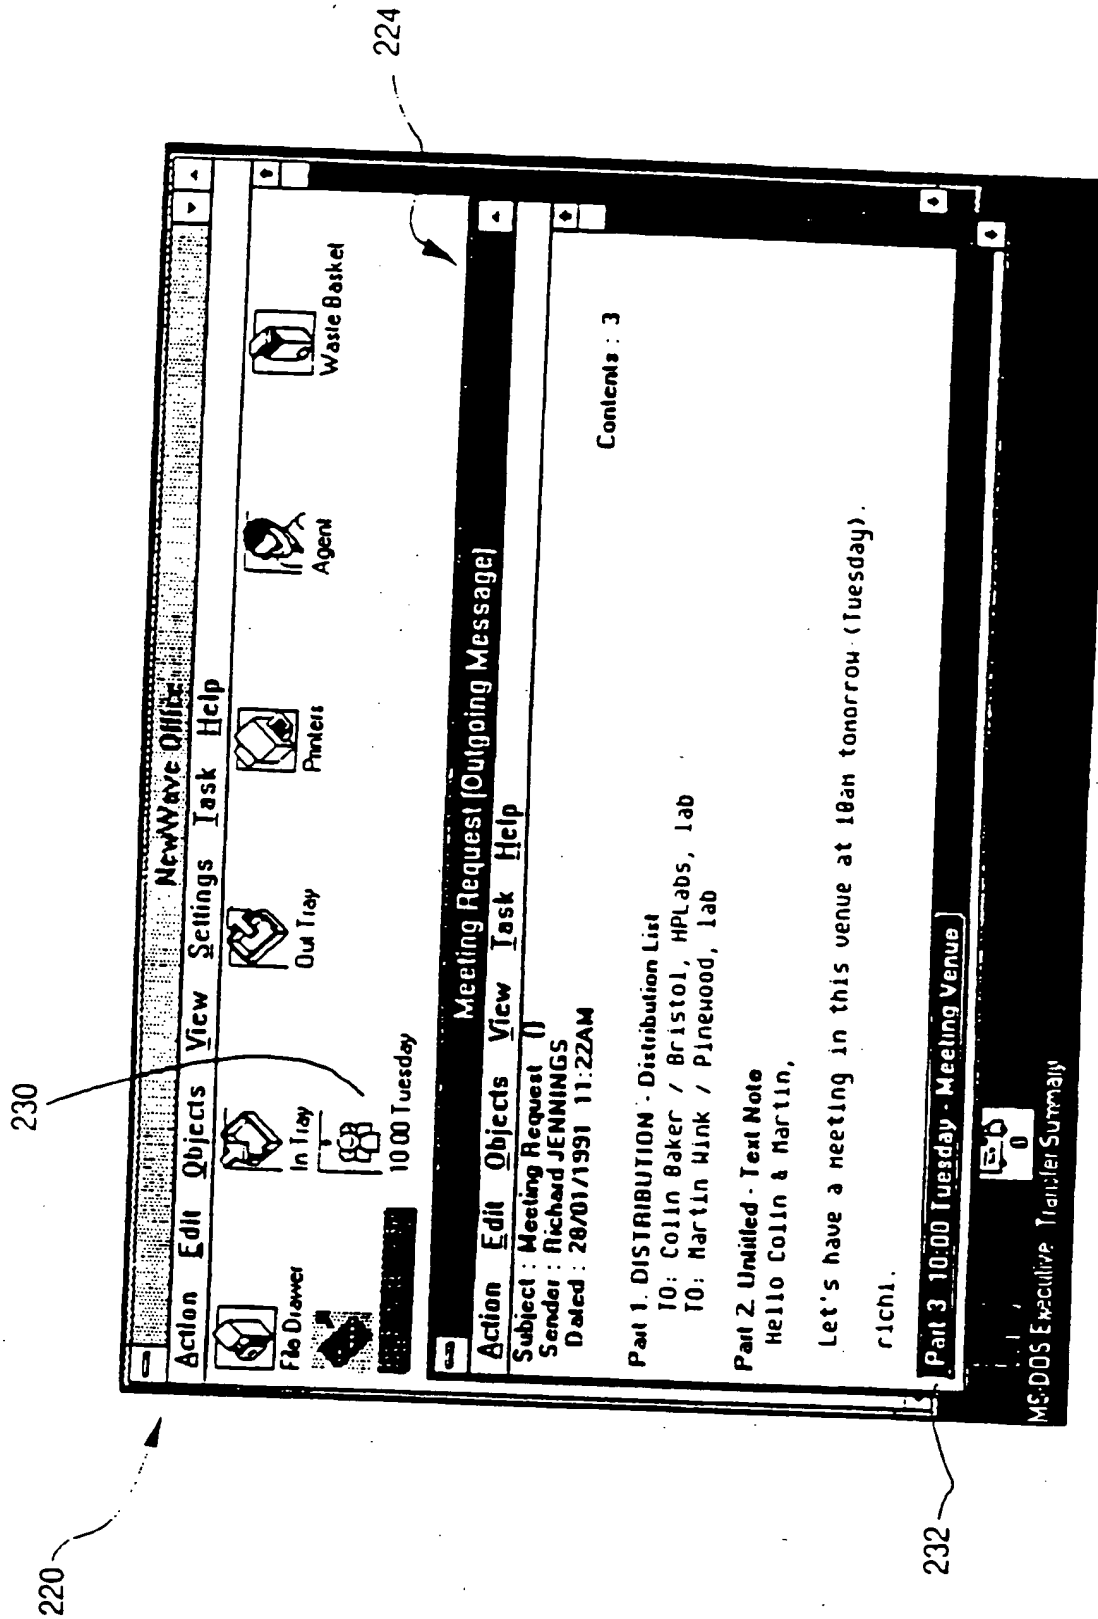 220
230
224
NewWave Office
Action Edit Objects View Settings Task Help
File Drawer
In Tray
Out Tray
Printers
Agent
Waste Basket
10 00 Tuesday
Meeting Request [Outgoing Message]
Action Edit Objects View Task Help
Subject : Meeting Request ()
Sender : Richard JENNINGS
Dated : 28/01/1991 11:22AM
Contents : 3
Part 1. DISTRIBUTION - Distribution List
TO: Colin Baker / Bristol, HPLabs, lab
TO: Martin Wink / Pinewood, lab
Part 2. Untitled - Text Note
Hello Colin & Martin,
Let's have a meeting in this venue at 10am tomorrow (Tuesday).
richi.
Part 3 10:00 Tuesday - Meeting Venue
232
MS-DOS Executive Transfer Summary
0